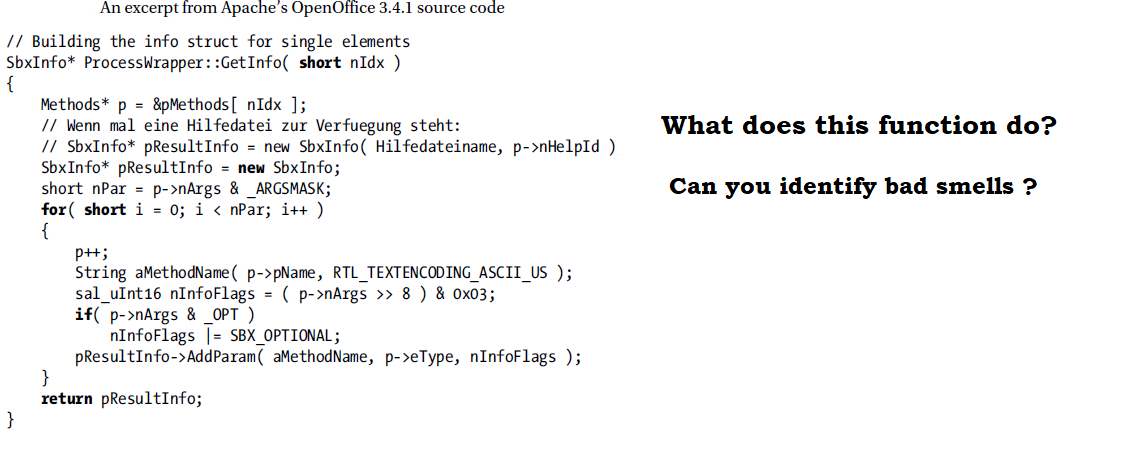 An excerpt from Apache's OpenOffice 3.4.1 source code
// Building the info struct for single elements
SbxInfo* ProcessWrapper::GetInfo( short nIdx )
{
    Methods* p = &pMethods[ nIdx ];
    // Wenn mal eine Hilfedatei zur Verfuegung steht:
    // SbxInfo* pResultInfo = new SbxInfo( Hilfedateiname, p->nHelpId )
    SbxInfo* pResultInfo = new SbxInfo;
    short nPar = p->nArgs & _ARGSMASK;
    for( short i = 0; i < nPar; i++ )
    {
        p++;
        String aMethodName( p->pName, RTL_TEXTENCODING_ASCII_US );
        sal_uInt16 nInfoFlags = ( p->nArgs >> 8 ) & 0x03;
        if( p->nArgs & _OPT )
            nInfoFlags |= SBX_OPTIONAL;
        pResultInfo->AddParam( aMethodName, p->eType, nInfoFlags );
    }
    return pResultInfo;
}
What does this function do?
Can you identify bad smells ?